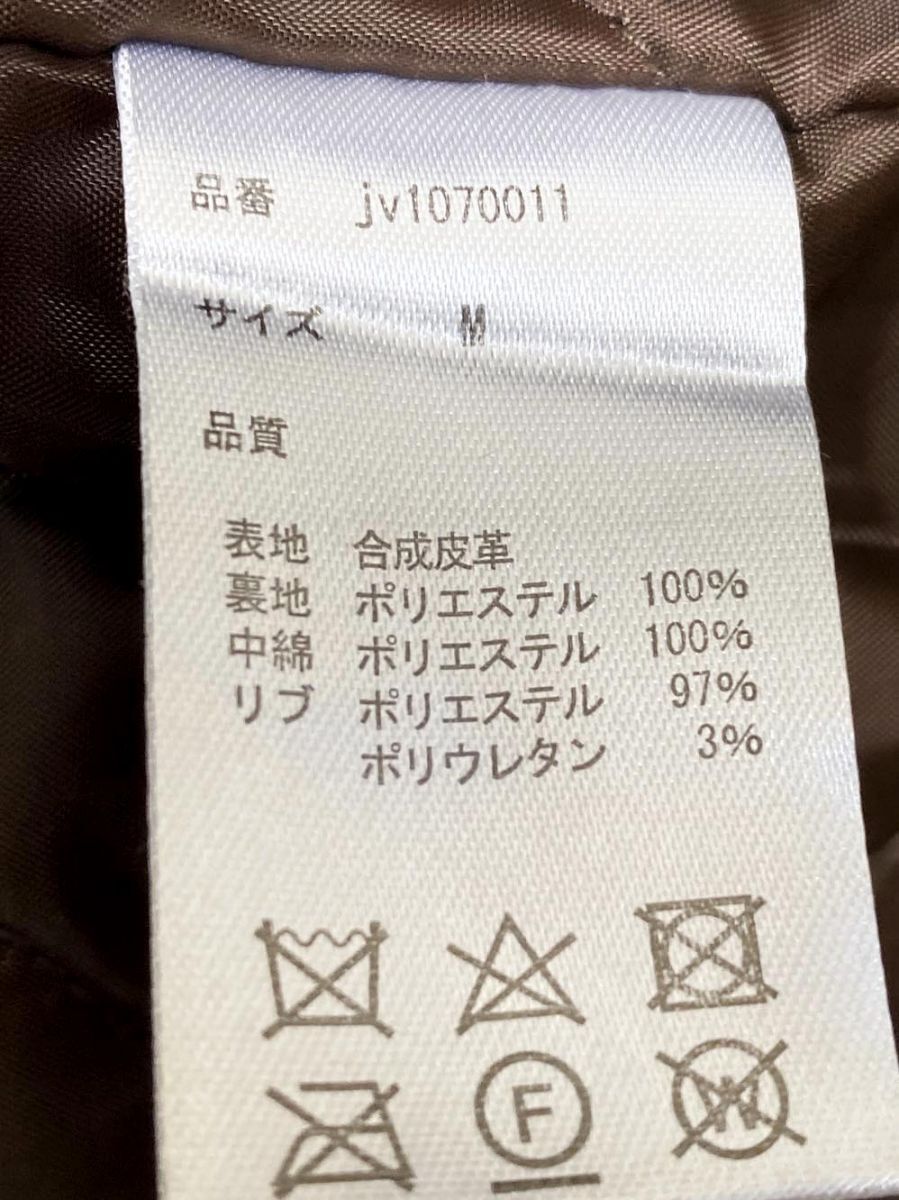 品番 jv1070011
サイズ M
品質
表地 合成皮革
裏地 ポリエステル 100%
中綿 ポリエステル 100%
リブ ポリエステル 97%
ポリウレタン 3%
F
W